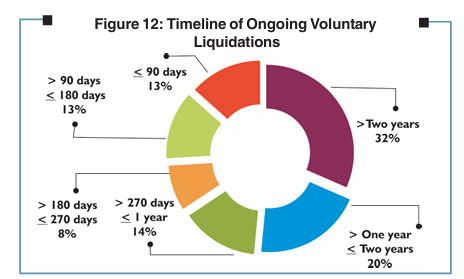 Figure 12: Timeline of Ongoing Voluntary
Liquidations
≤ 90 days
13%
> 90 days
≤ 180 days
13%
>Two years
32%
> 180 days
≤ 270 days
8%
> 270 days
≤ 1 year
14%
> One year
≤ Two years
20%